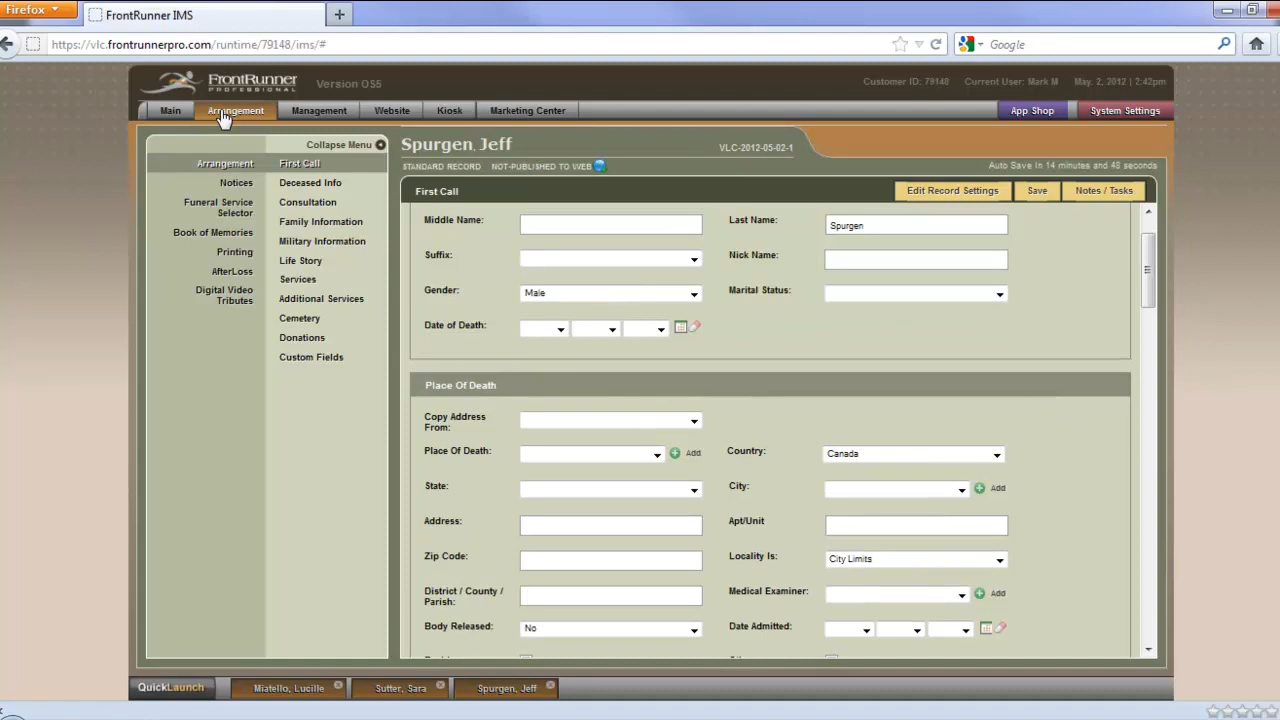 Firefox
FrontRunner IMS
https://vlc.frontrunnerpro.com/runtime/79148/ims/#
Google
FRONTRUNNER
PROFESSIONAL
Version OS5
Customer ID: 79148 Current User: Mark M May. 2, 2012 | 2:42pm
Main Arrangement Management Website Kiosk Marketing Center App Shop System Settings
Collapse Menu
Arrangement
Notices
Funeral Service
Selector
Book of Memories
Printing
AfterLoss
Digital Video
Tributes
First Call
Deceased Info
Consultation
Family Information
Military Information
Life Story
Services
Additional Services
Cemetery
Donations
Custom Fields
Spurgen, Jeff
VLC-2012-05-02-1
STANDARD RECORD NOT-PUBLISHED TO WEB
Auto Save In 14 minutes and 48 seconds
First Call Edit Record Settings Save Notes / Tasks
Middle Name: Last Name: Spurgen
Suffix: Nick Name:
Gender: Male Marital Status:
Date of Death:
Place Of Death
Copy Address
From:
Place Of Death: Add Country: Canada
State: City: Add
Address: Apt/Unit
Zip Code: Locality Is: City Limits
District / County /
Parish:
Medical Examiner: Add
Body Released: No Date Admitted:
QuickLaunch Miatello, Lucille Sutter, Sara Spurgen, Jeff